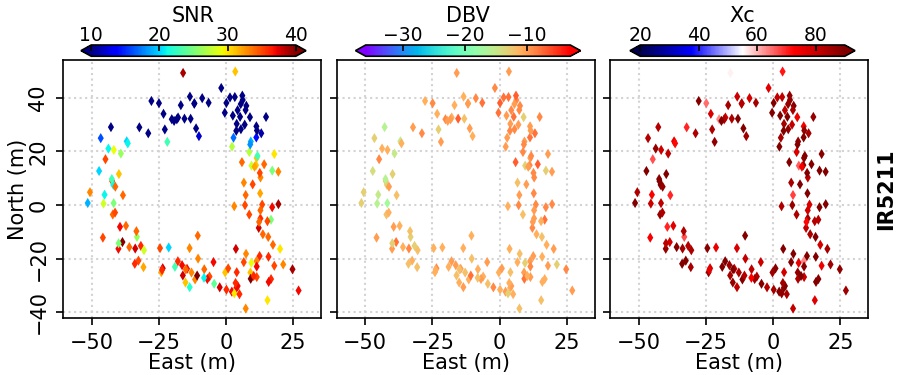 SNR DBV Xc
10 20 30 40 −30 −20 −10 20 40 60 80
40
20
0
−20
−40
North (m)
−50 −25 0 25 −50 −25 0 25 −50 −25 0 25
East (m) East (m) East (m)
IR5211